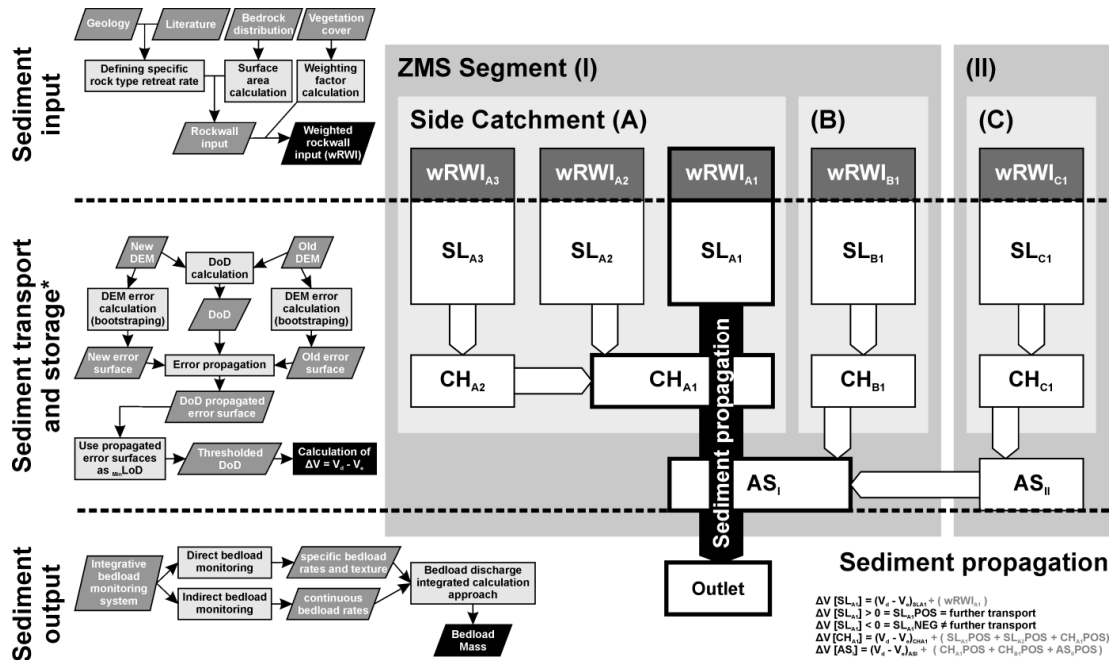 Sediment
input
Geology
Literature
Bedrock
distribution
Vegetation
cover
Defining specific
rock type retreat rate
Surface
area
calculation
Weighting
factor
calculation
Rockwall
input
Weighted
rockwall
input (wRWI)
Sediment transport
and storage*
New
DEM
Old
DEM
DoD
calculation
DEM error
calculation
(bootstraping)
DoD
DEM error
calculation
(bootstraping)
New error
surface
Error propagation
Old error
surface
DoD propagated
error surface
Use propagated
error surfaces
as MinLoD
Thresholded
DoD
Calculation of
ΔV = Vd - Ve
Sediment
output
Integrative
bedload
monitoring
system
Direct bedload
monitoring
specific bedload
rates and texture
Indirect bedload
monitoring
continuous
bedload rates
Bedload discharge
integrated calculation
approach
Bedload
Mass
ZMS Segment (I)
(II)
Side Catchment (A)
(B)
(C)
wRWIA3
wRWIA2
wRWIA1
wRWIB1
wRWIC1
SLA3
SLA2
SLA1
SLB1
SLC1
CHA2
CHA1
CHB1
CHC1
Sediment propagation
ASI
ASII
Outlet
Sediment propagation
ΔV [SLA1] = (Vd - Ve)SLA1 + ( wRWIA1 )
ΔV [SLA1] > 0 = SLA1POS = further transport
ΔV [SLA1] < 0 = SLA1NEG ≠ further transport
ΔV [CHA1] = (Vd - Ve)CHA1 + ( SLA1POS + SLA2POS + CHA1POS)
ΔV [ASI] = (Vd - Ve)ASI + ( CHA1POS + CHB1POS + ASIIPOS)